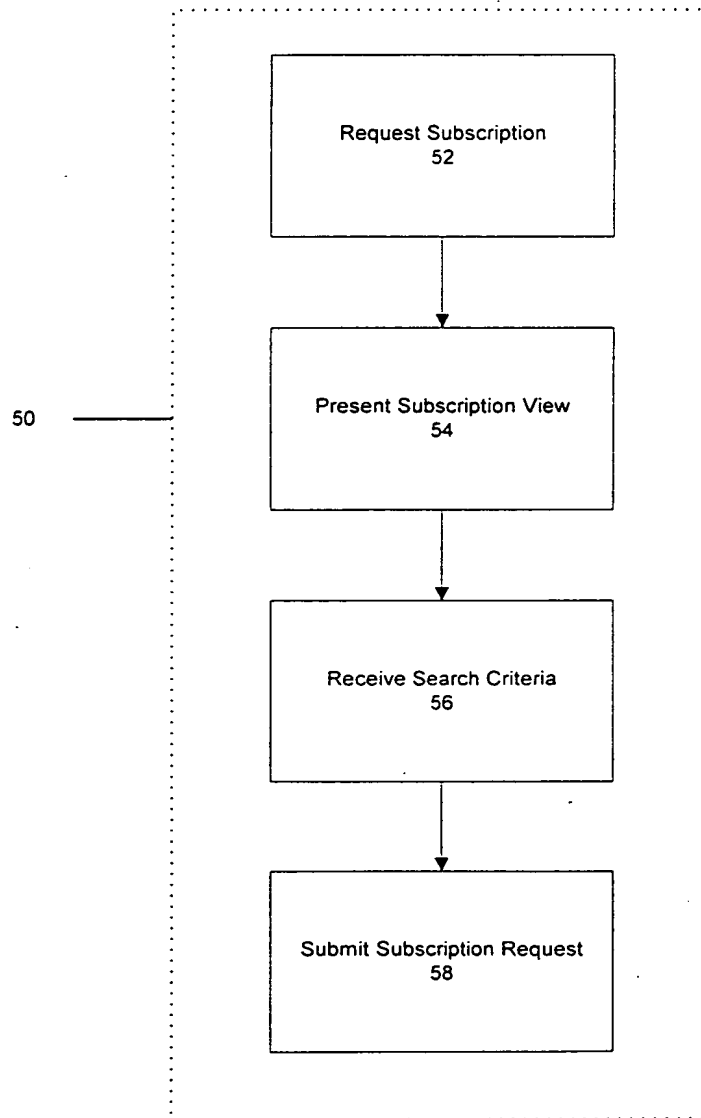 Request Subscription
52
Present Subscription View
54
50
Receive Search Criteria
56
Submit Subscription Request
58